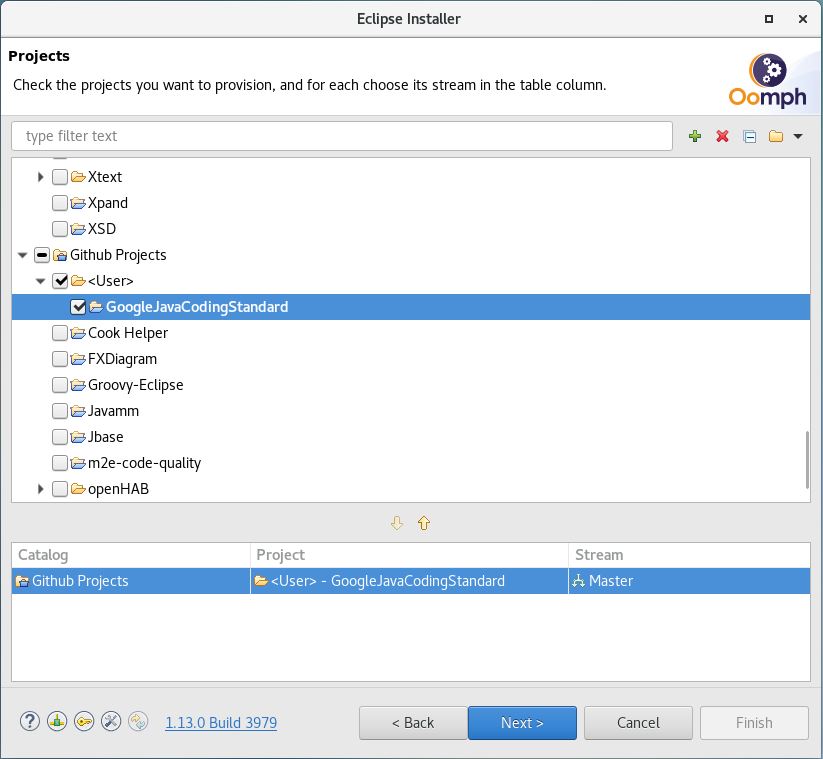 Eclipse Installer
Projects
Check the projects you want to provision, and for each choose its stream in the table column.
Oomph
type filter text
Xtext
Xpand
XSD
Github Projects
<User>
GoogleJavaCodingStandard
Cook Helper
FXDiagram
Groovy-Eclipse
Javamm
Jbase
m2e-code-quality
openHAB
Catalog Project Stream
Github Projects <User> - GoogleJavaCodingStandard Master
? 1.13.0 Build 3979 < Back Next > Cancel Finish